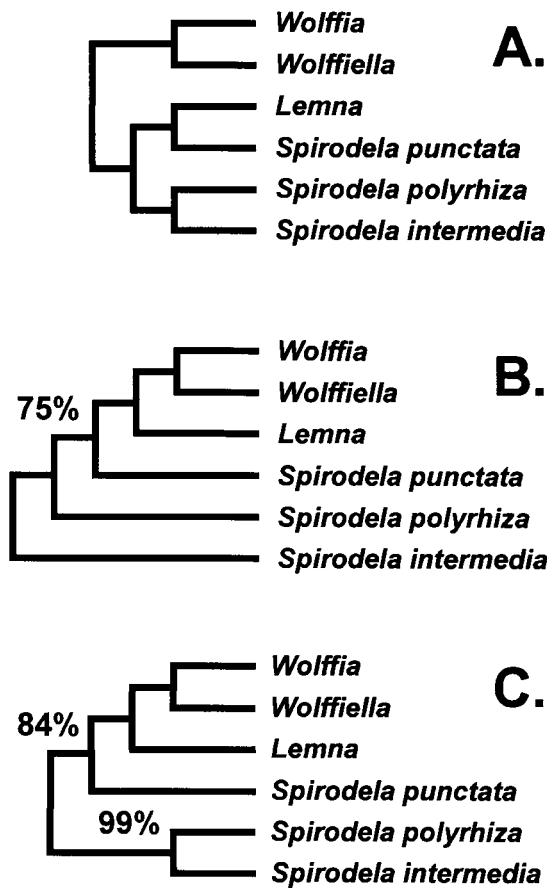 A.
Wolffia
Wolffiella
Lemna
Spirodela punctata
Spirodela polyrhiza
Spirodela intermedia
B.
Wolffia
Wolffiella
75%
Lemna
Spirodela punctata
Spirodela polyrhiza
Spirodela intermedia
C.
Wolffia
Wolffiella
84%
Lemna
Spirodela punctata
99%
Spirodela polyrhiza
Spirodela intermedia